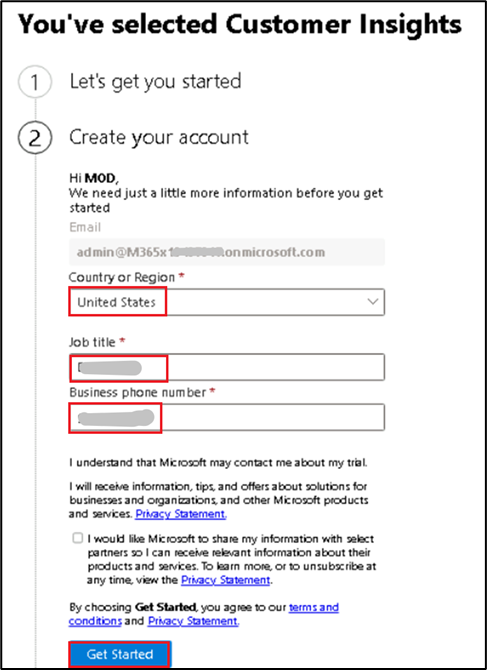 You've selected Customer Insights
1 Let's get you started
2 Create your account
Hi MOD,
We need just a little more information before you get
started
Email
admin@M365x .onmicrosoft.com
Country or Region *
United States
Job title *
Business phone number *
I understand that Microsoft may contact me about my trial.
I will receive information, tips, and offers about solutions for
businesses and organizations, and other Microsoft products
and services. Privacy Statement.
I would like Microsoft to share my information with select
partners so I can receive relevant information about their
products and services. To learn more, or to unsubscribe at
any time, view the Privacy Statement.
By choosing Get Started, you agree to our terms and
conditions and Privacy Statement.
Get Started